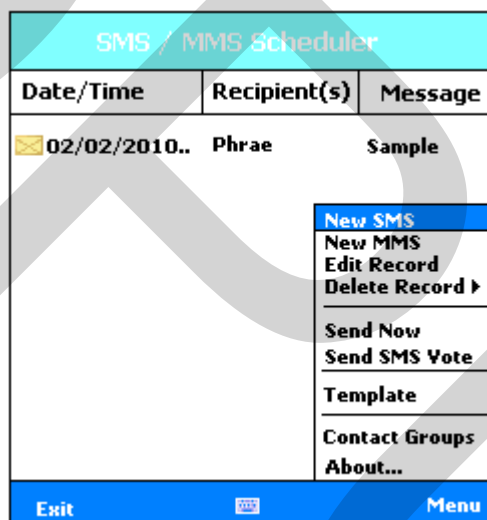 SMS / MMS Scheduler
Date/Time Recipient(s) Message
02/02/2010.. Phrae Sample
New SMS
New MMS
Edit Record
Delete Record
Send Now
Send SMS Vote
Template
Contact Groups
About...
Exit Menu